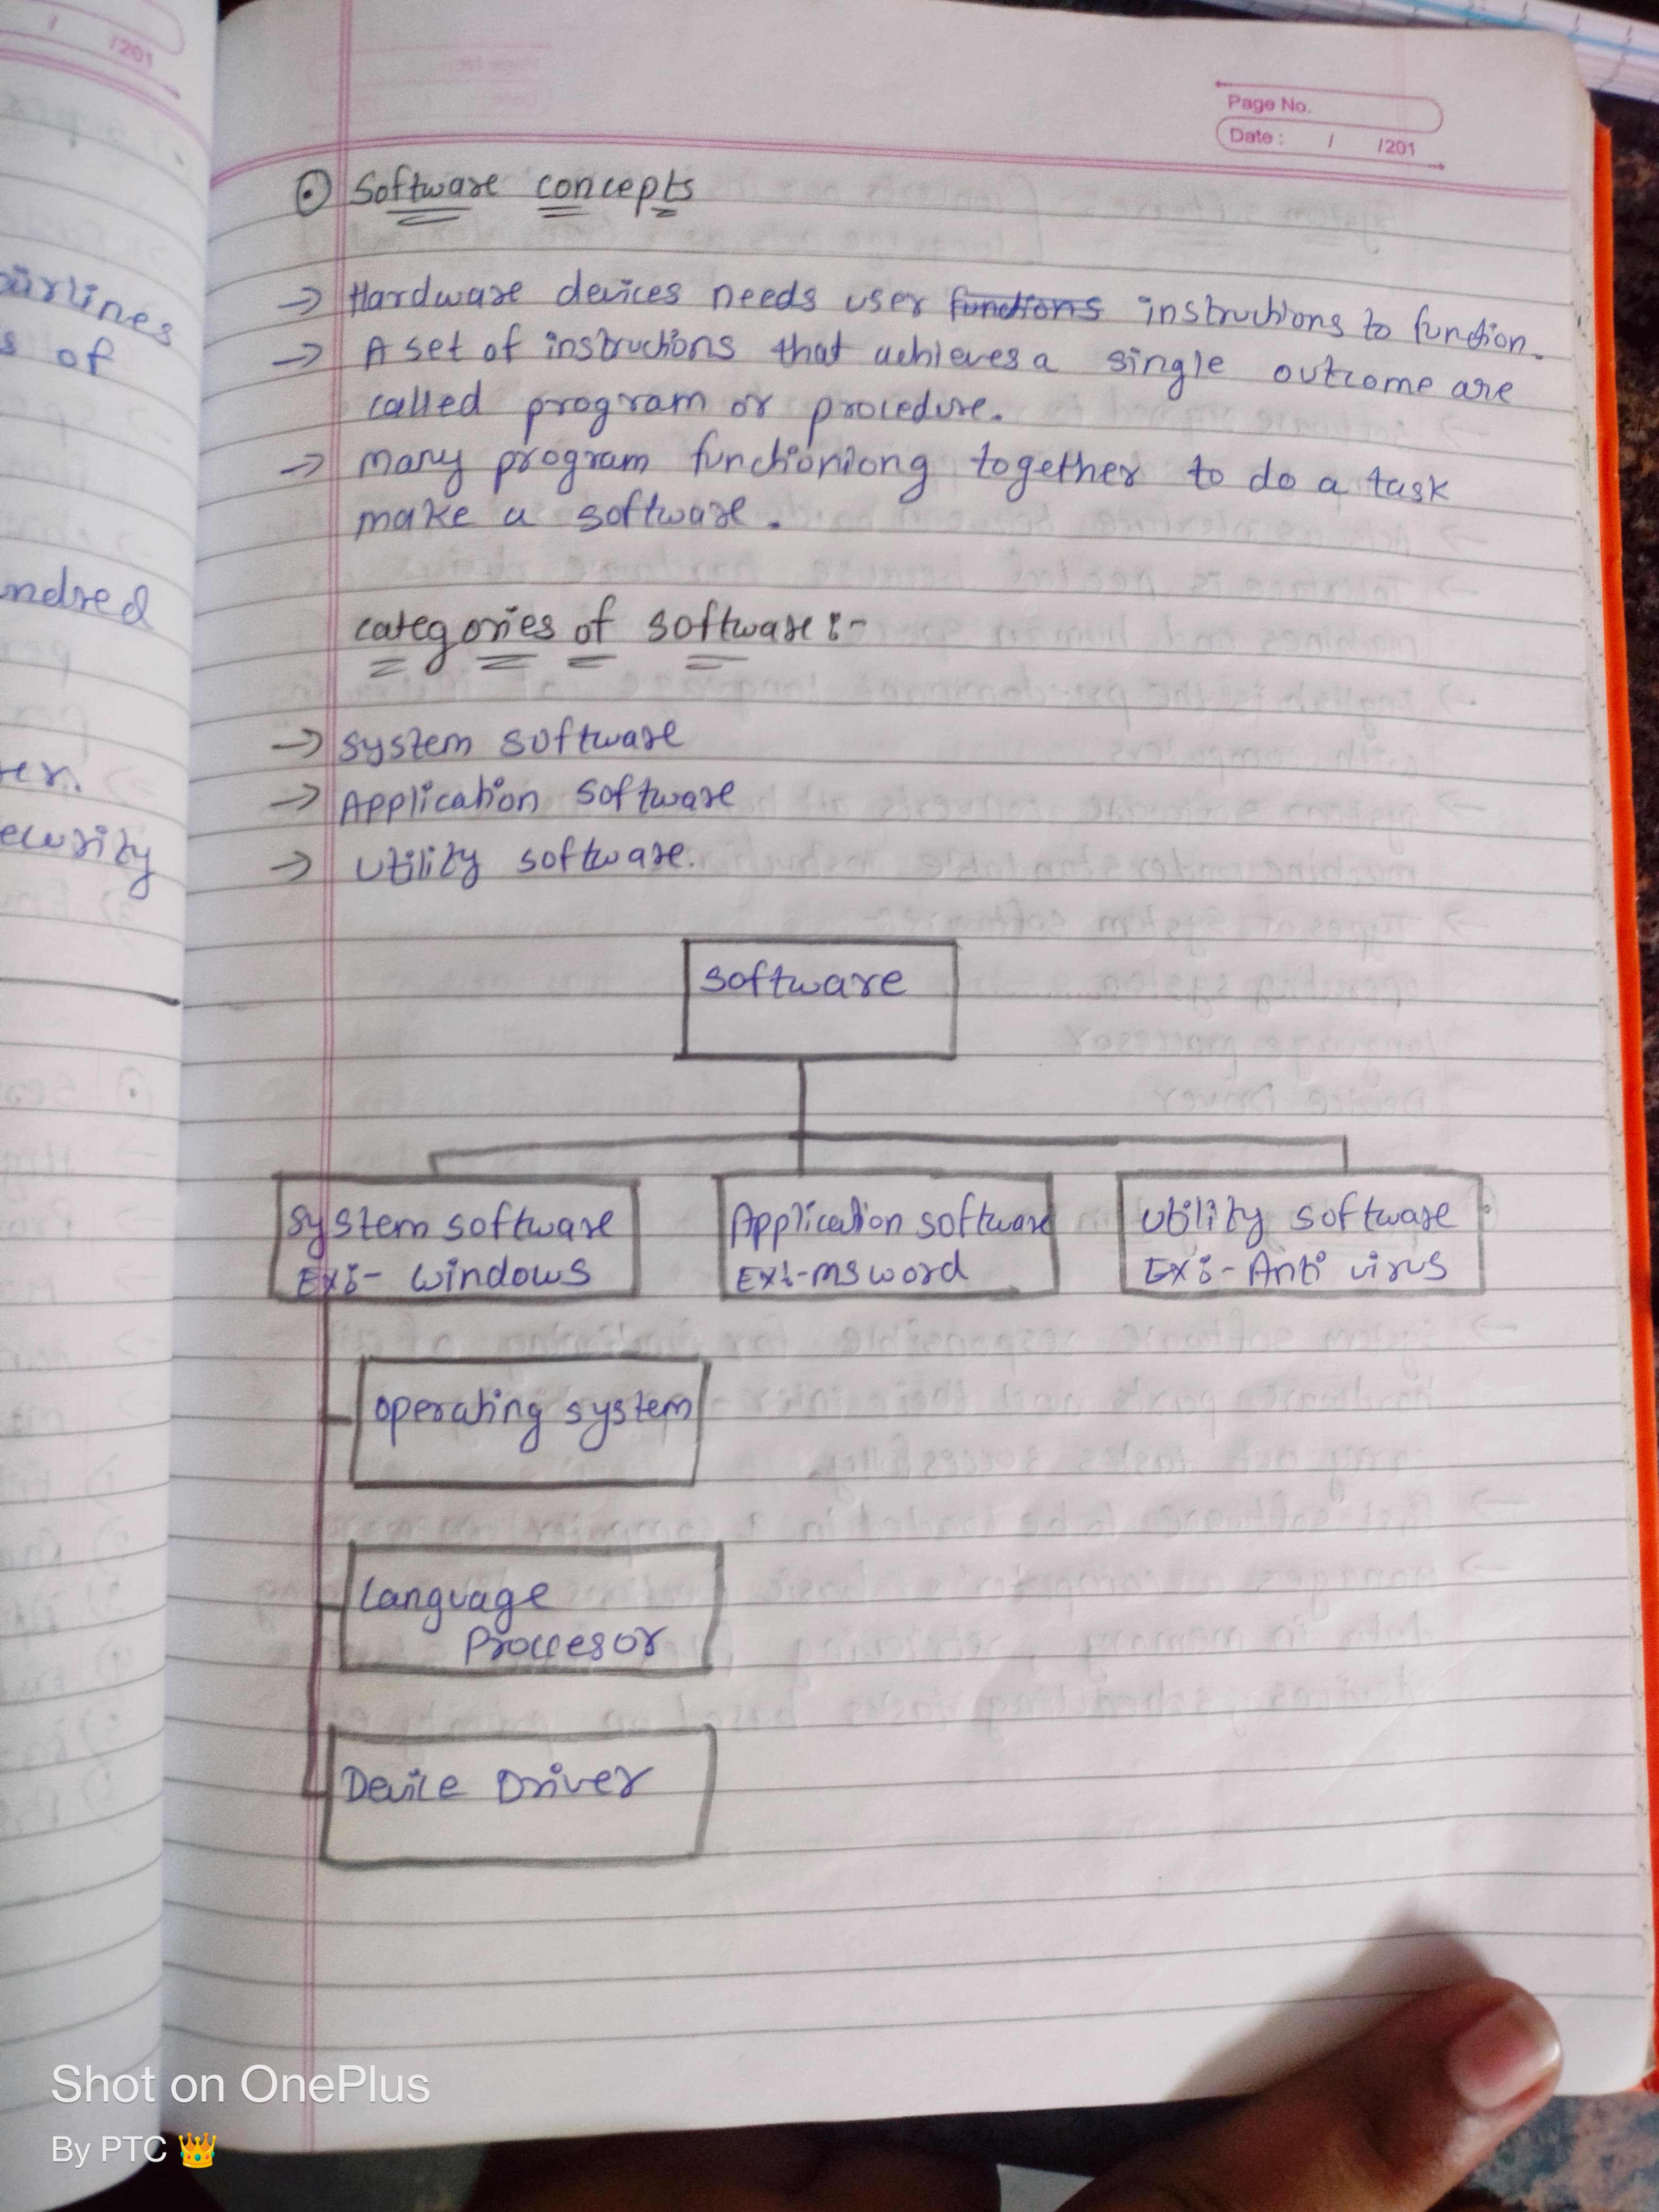 / /201
ourlines
s of
ndred
er.
ecurity
Page No.
Date : / /201
Software concepts
→ Hardware devices needs user functions instructions to function.
→ A set of instructions that achieves a single outcome are
called program or procedure.
→ many program functioniong together to do a task
make a software.
categories of software :-
→ system software
→ Application software
→ Utility software.
Software
System software
Ex:- windows
Application software
Ex:- ms word
Utility software
Ex:- Anti virus
operating system
Language
Proccesor
Device Driver
Shot on OnePlus
By PTC 👑